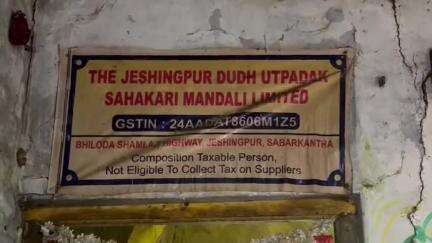 THE JESHINGPUR DUDH UTPADAK
SAHAKARI MANDALI LIMITED
GSTIN : 24AADAT8606M1Z5
BHILODA SHAMLAJI HIGHWAY, JESHINGPUR, SABARKANTHA
Composition Taxable Person,
Not Eligible To Collect Tax on Suppliers